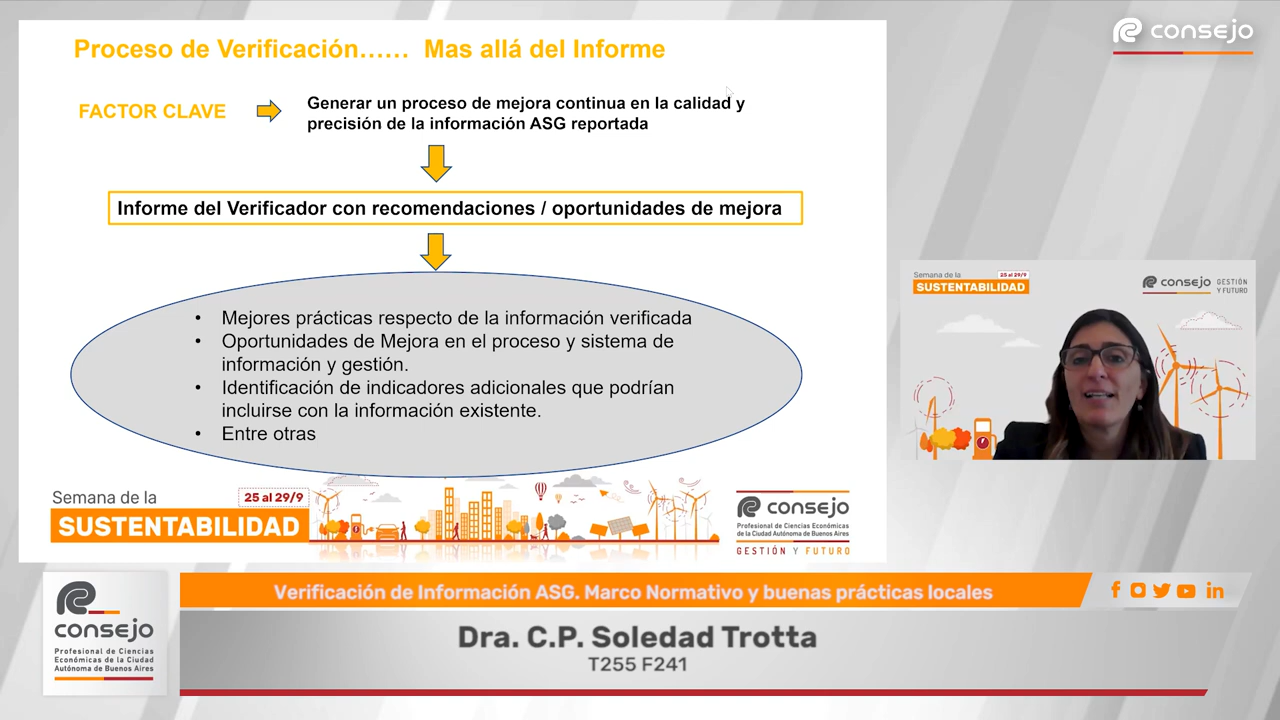 Proceso de Verificación…… Mas allá del Informe
FACTOR CLAVE
Generar un proceso de mejora continua en la calidad y
precisión de la información ASG reportada
Informe del Verificador con recomendaciones / oportunidades de mejora
• Mejores prácticas respecto de la información verificada
• Oportunidades de Mejora en el proceso y sistema de
información y gestión.
• Identificación de indicadores adicionales que podrían
incluirse con la información existente.
• Entre otras
Semana de la
25 al 29/9
SUSTENTABILIDAD
consejo
Profesional de Ciencias Económicas
de la Ciudad Autónoma de Buenos Aires
GESTIÓN Y FUTURO
consejo
Semana de la
25 al 29/9
SUSTENTABILIDAD
consejo
GESTIÓN
Y FUTURO
consejo
Profesional de Ciencias
Económicas de la Ciudad
Autónoma de Buenos Aires
Verificación de Información ASG. Marco Normativo y buenas prácticas locales
Dra. C.P. Soledad Trotta
T255 F241